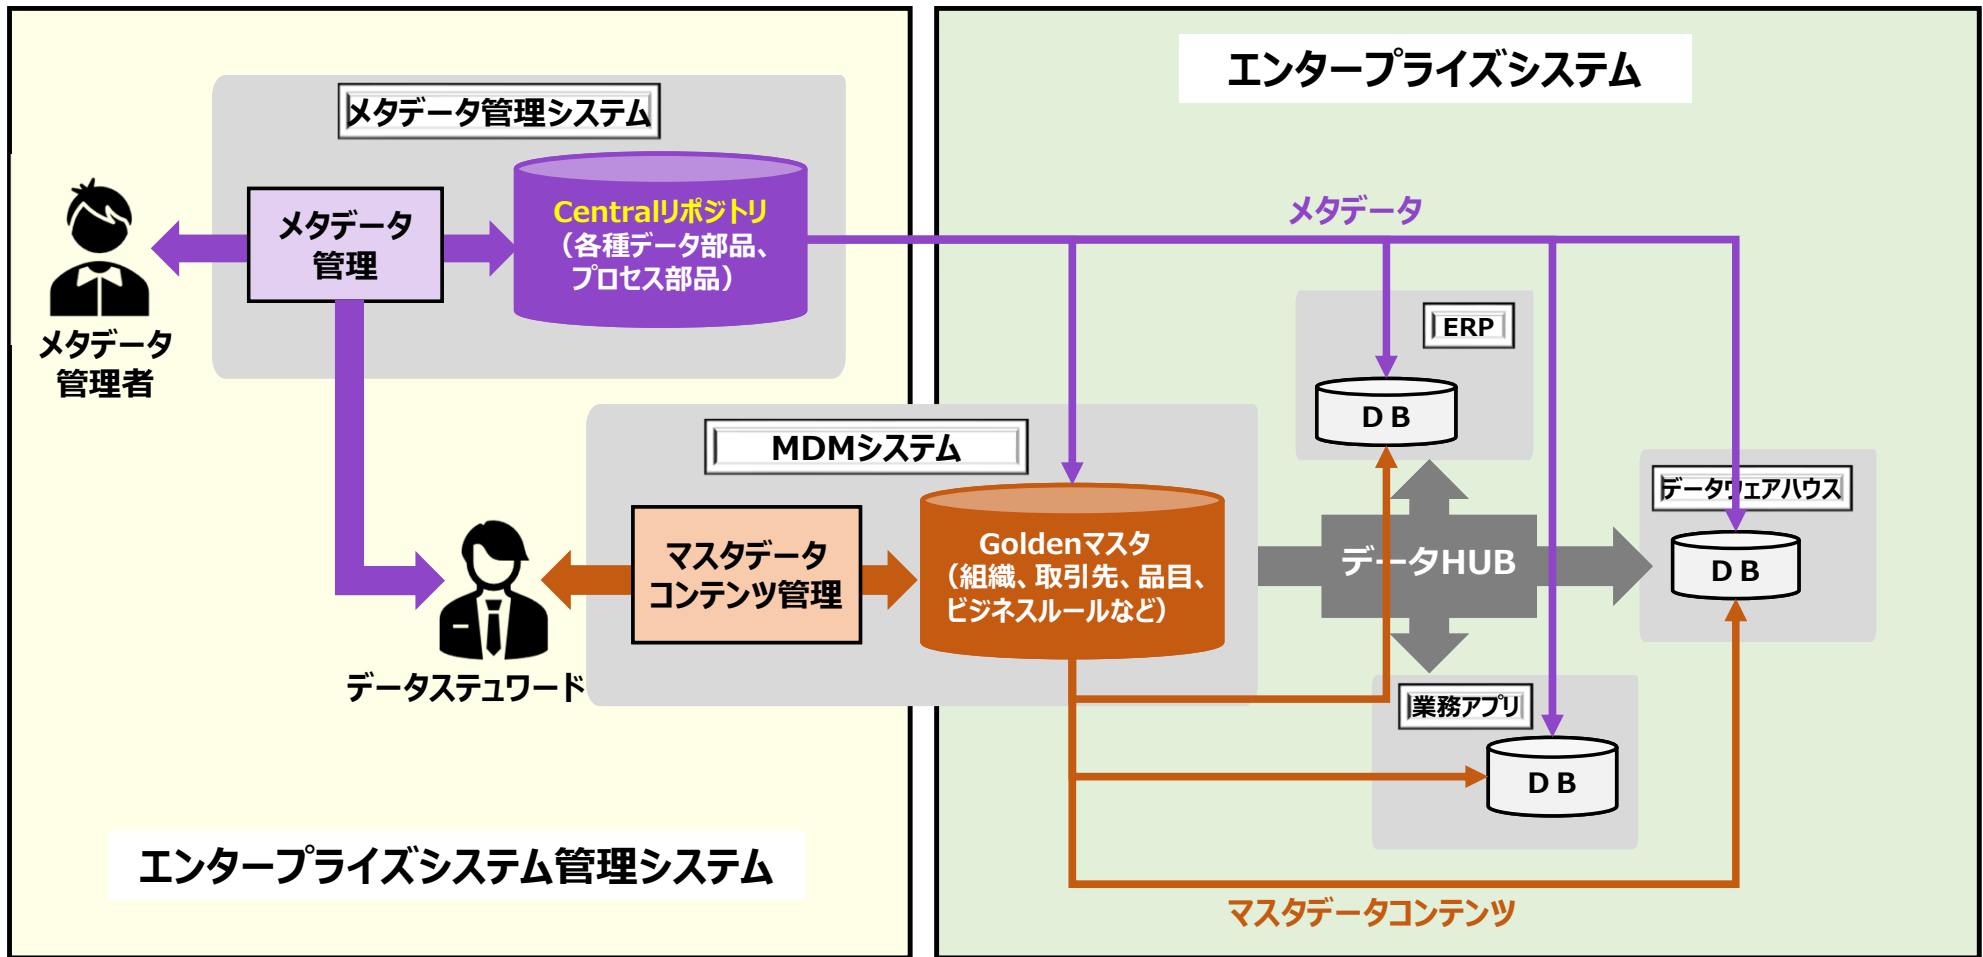 エンタープライズシステム
メタデータ管理システム
メタデータ
管理
Centralリポジトリ
（各種データ部品、
プロセス部品）
メタデータ
メタデータ
管理者
ERP
DB
MDMシステム
データウェアハウス
DB
マスタデータ
コンテンツ管理
Goldenマスタ
（組織、取引先、品目、
ビジネスルールなど）
データHUB
データステュワード
業務アプリ
DB
エンタープライズシステム管理システム
マスタデータコンテンツ